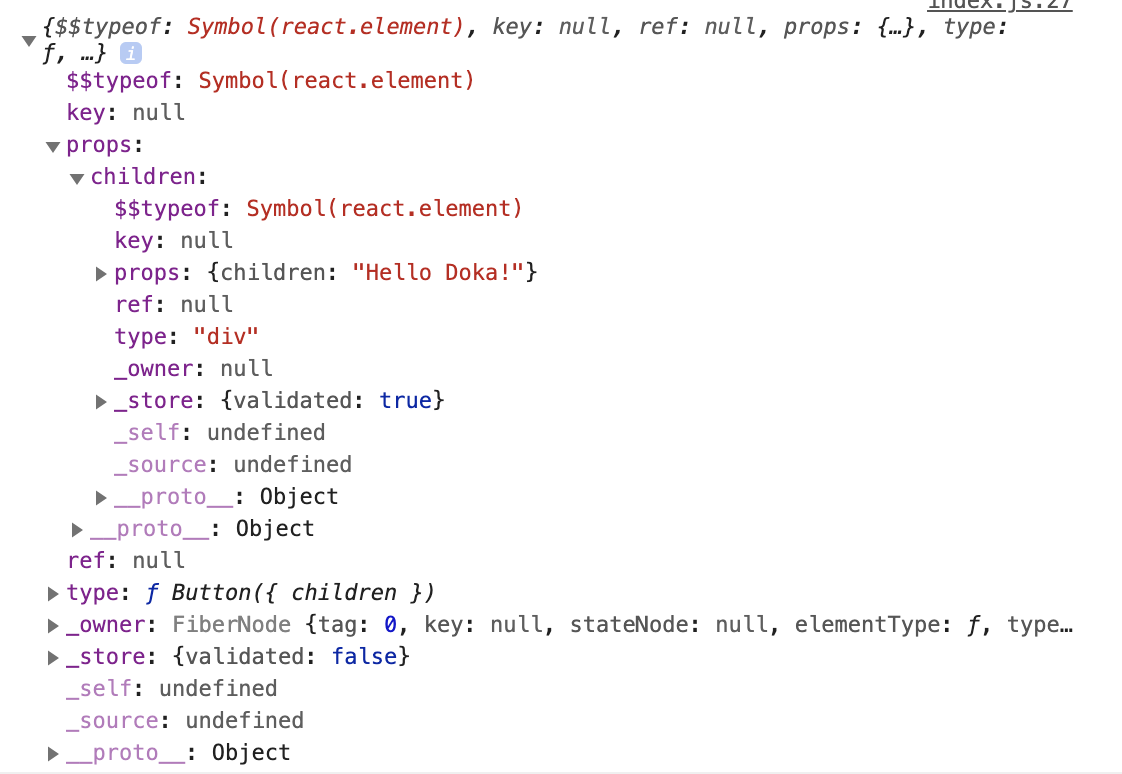 index.js:27
{$$typeof: Symbol(react.element), key: null, ref: null, props: {…}, type:
ƒ, …} i
$$typeof: Symbol(react.element)
key: null
props:
children:
$$typeof: Symbol(react.element)
key: null
props: {children: "Hello Doka!"}
ref: null
type: "div"
_owner: null
_store: {validated: true}
_self: undefined
_source: undefined
__proto__: Object
__proto__: Object
ref: null
type: ƒ Button({ children })
_owner: FiberNode {tag: 0, key: null, stateNode: null, elementType: ƒ, type…
_store: {validated: false}
_self: undefined
_source: undefined
__proto__: Object